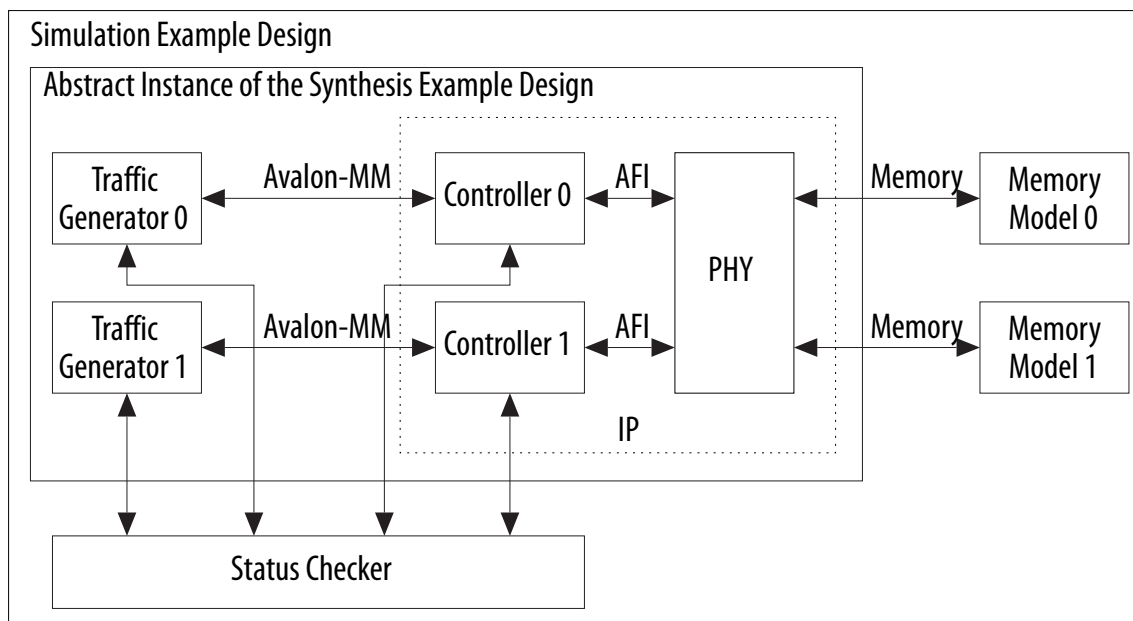 Simulation Example Design
Abstract Instance of the Synthesis Example Design
Traffic
Generator 0
Avalon-MM
Controller 0
AFI
PHY
Memory
Memory
Model 0
Traffic
Generator 1
Avalon-MM
Controller 1
AFI
Memory
Memory
Model 1
IP
Status Checker